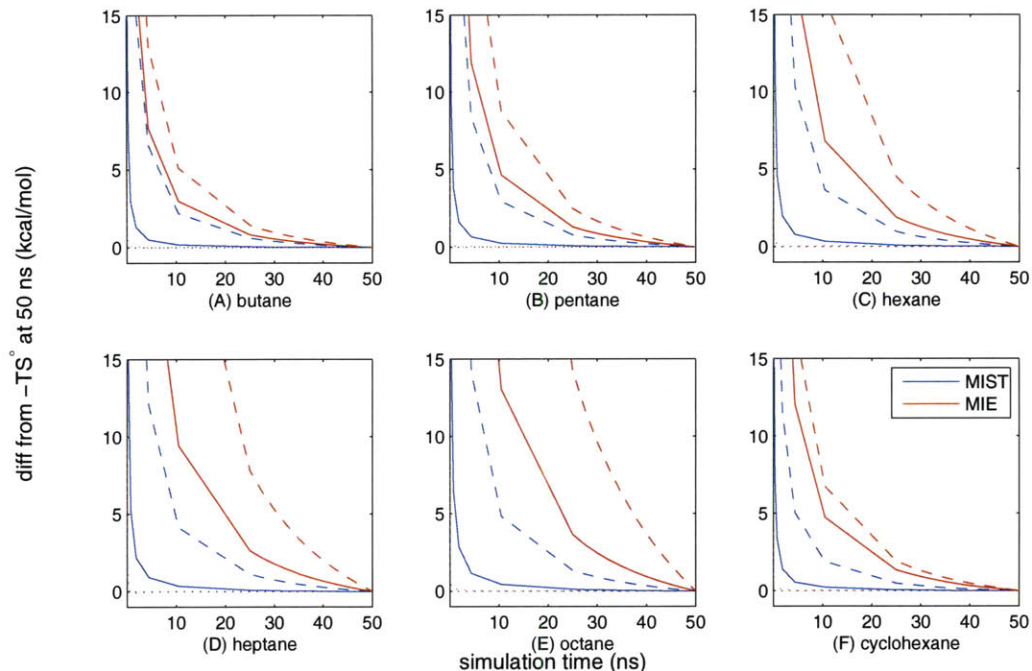 diff from −TS° at 50 ns (kcal/mol)
15
10
5
0
10 20 30 40 50
(A) butane
15
10
5
0
10 20 30 40 50
(B) pentane
15
10
5
0
10 20 30 40 50
(C) hexane
15
10
5
0
10 20 30 40 50
(D) heptane
15
10
5
0
10 20 30 40 50
(E) octane
15
10
5
0
MIST
MIE
10 20 30 40 50
(F) cyclohexane
simulation time (ns)